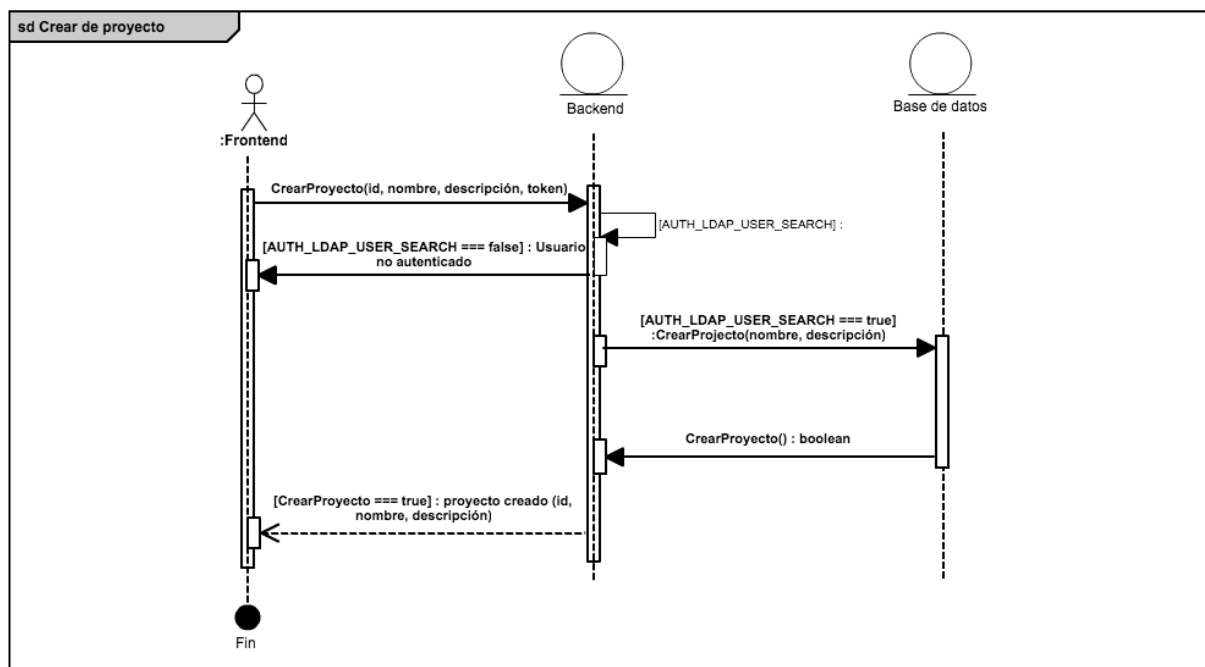 sd Crear de proyecto
:Frontend
Backend
Base de datos
CrearProyecto(id, nombre, descripción, token)
[AUTH_LDAP_USER_SEARCH] :
[AUTH_LDAP_USER_SEARCH === false] : Usuario
no autenticado
[AUTH_LDAP_USER_SEARCH === true]
:CrearProjecto(nombre, descripción)
CrearProyecto() : boolean
[CrearProyecto === true] : proyecto creado (id,
nombre, descripción)
Fin